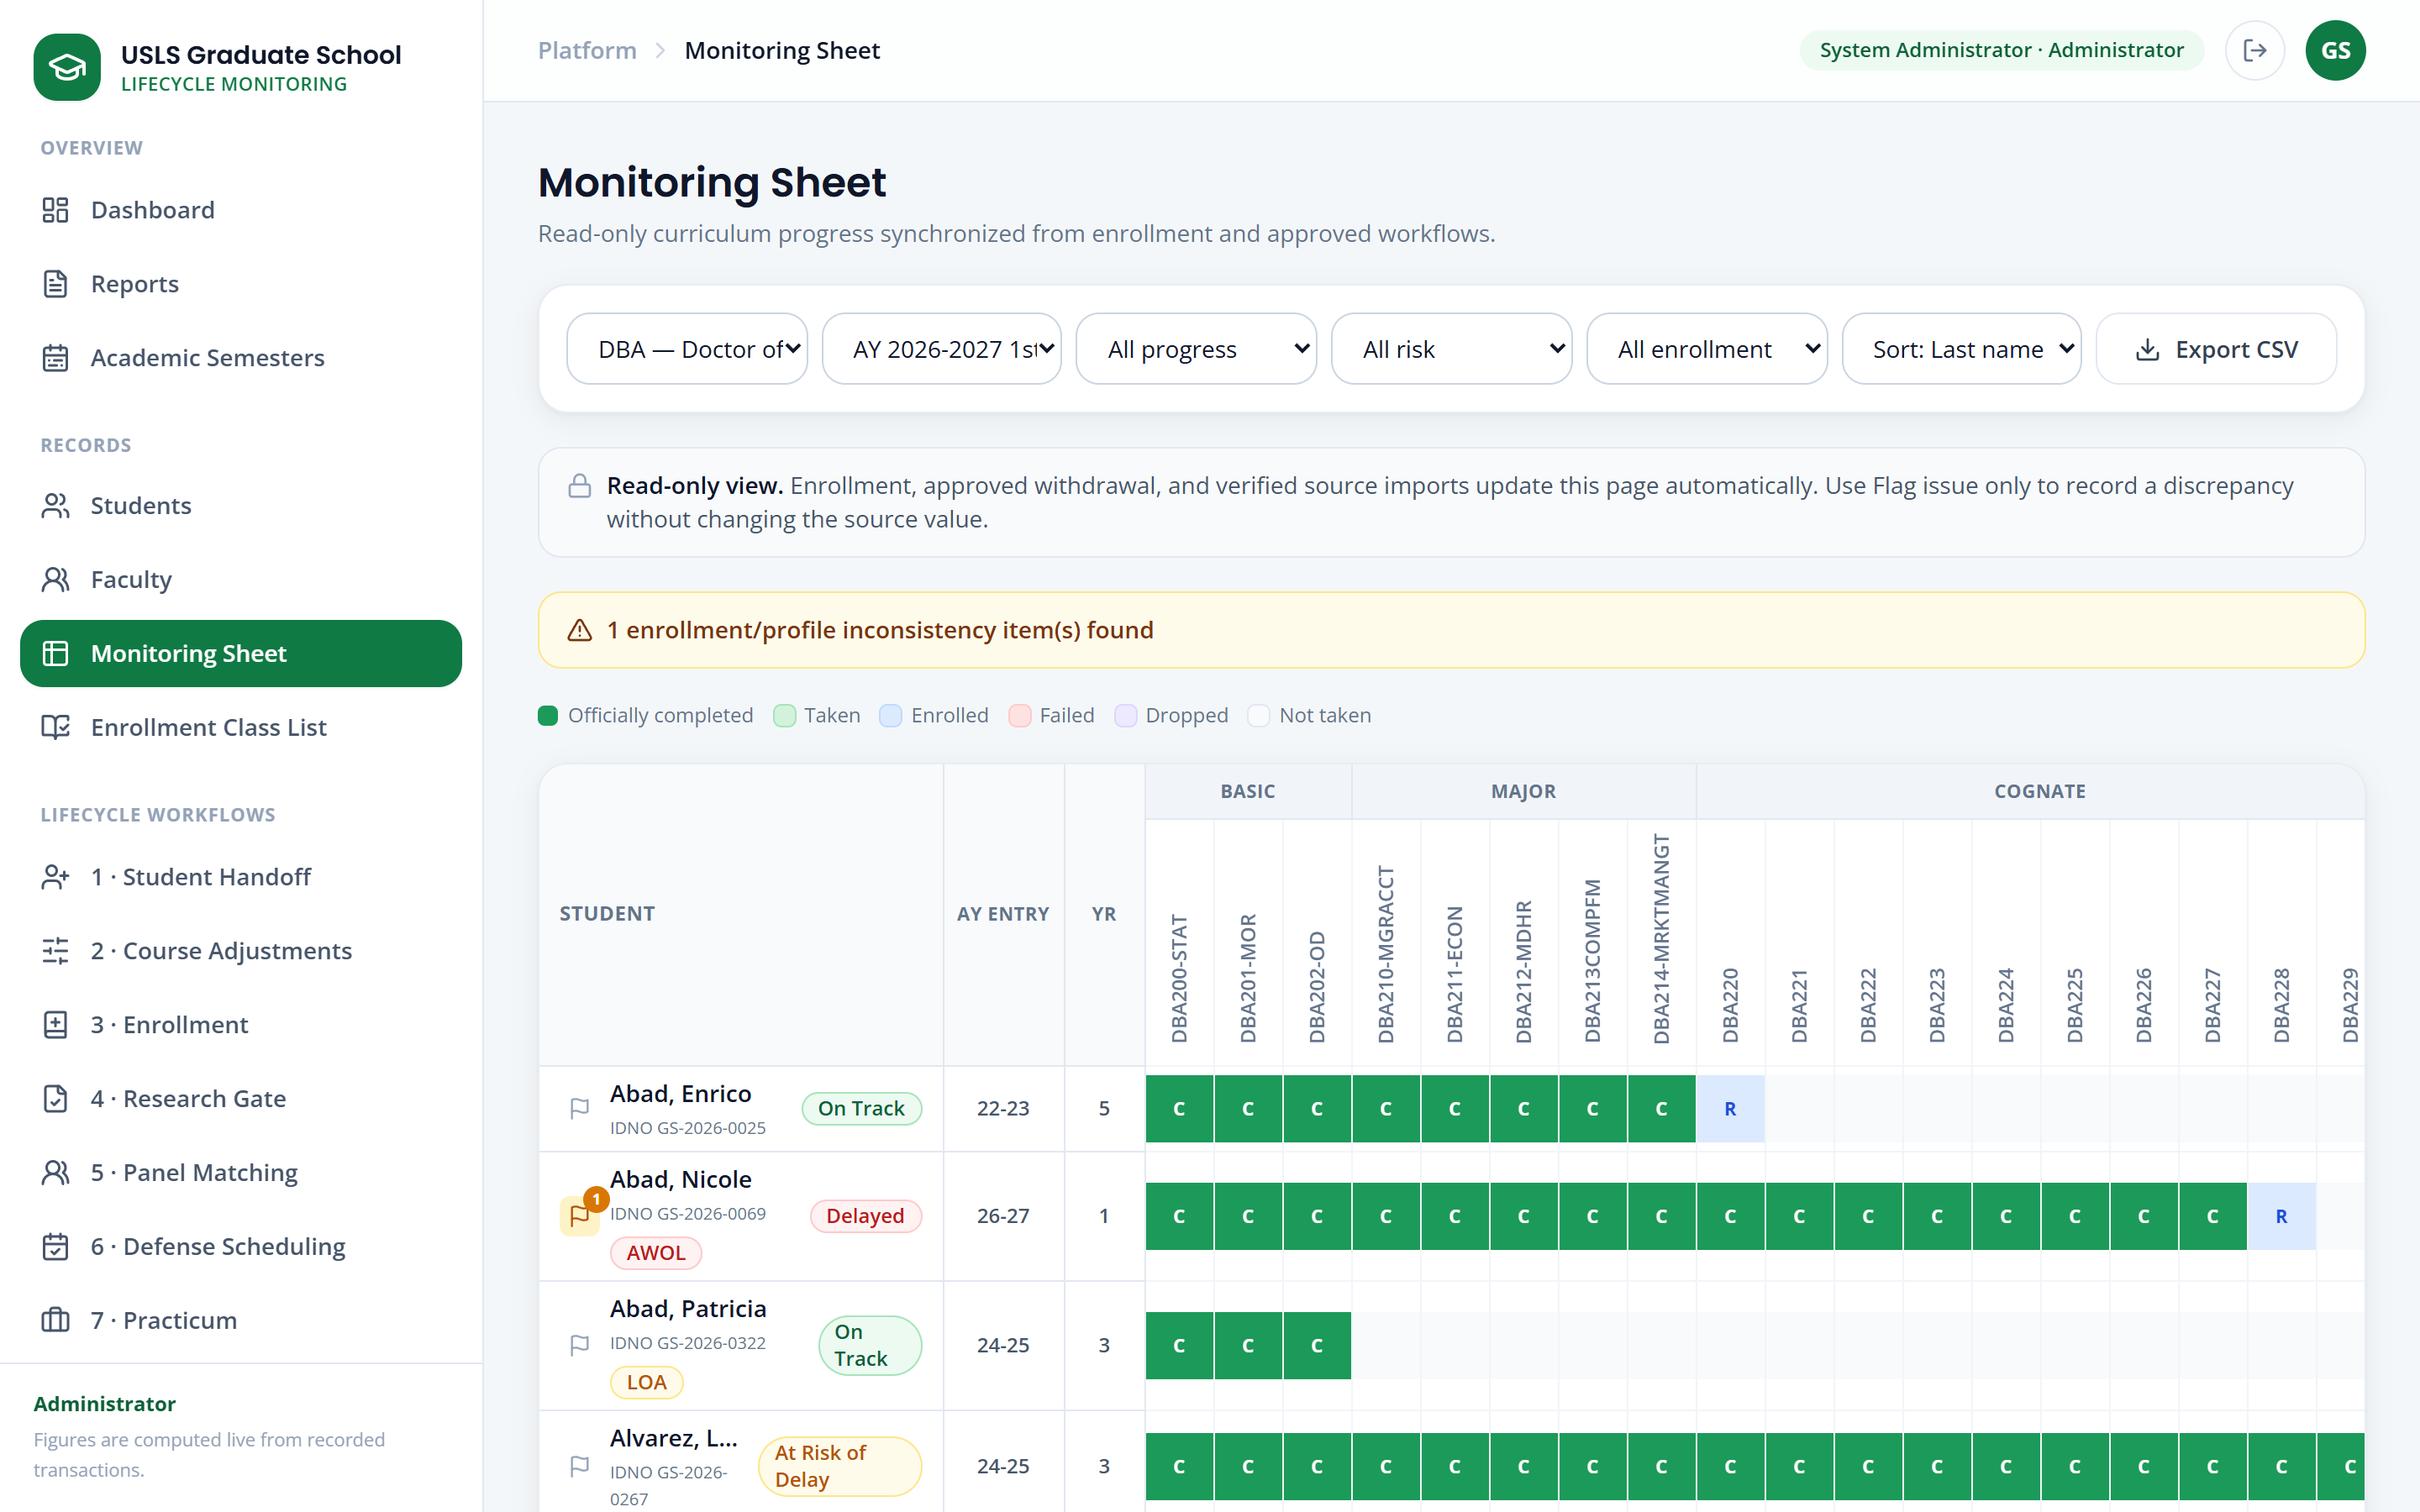 USLS Graduate School
LIFECYCLE MONITORING
OVERVIEW
Dashboard
Reports
Academic Semesters
RECORDS
Students
Faculty
Monitoring Sheet
Enrollment Class List
LIFECYCLE WORKFLOWS
1 · Student Handoff
2 · Course Adjustments
3 · Enrollment
4 · Research Gate
5 · Panel Matching
6 · Defense Scheduling
7 · Practicum
Administrator
Figures are computed live from recorded
transactions.
Platform > Monitoring Sheet
System Administrator · Administrator
GS
Monitoring Sheet
Read-only curriculum progress synchronized from enrollment and approved workflows.
DBA — Doctor of
AY 2026-2027 1st
All progress
All risk
All enrollment
Sort: Last name
Export CSV
Read-only view. Enrollment, approved withdrawal, and verified source imports update this page automatically. Use Flag issue only to record a discrepancy
without changing the source value.
1 enrollment/profile inconsistency item(s) found
Officially completed Taken Enrolled Failed Dropped Not taken
STUDENT AY ENTRY YR BASIC MAJOR COGNATE
DBA200-STAT
DBA201-MOR
DBA202-OD
DBA210-MGRACCT
DBA211-ECON
DBA212-MDHR
DBA213COMPFM
DBA214-MRKTMANGT
DBA220
DBA221
DBA222
DBA223
DBA224
DBA225
DBA226
DBA227
DBA228
DBA229
Abad, Enrico
IDNO GS-2026-0025
On Track
22-23 5 C C C C C C C C R
1
Abad, Nicole
IDNO GS-2026-0069
AWOL
Delayed
26-27 1 C C C C C C C C C C C C C C C C R
Abad, Patricia
IDNO GS-2026-0322
LOA
On
Track
24-25 3 C C C
Alvarez, L...
IDNO GS-2026-
0267
At Risk of
Delay
24-25 3 C C C C C C C C C C C C C C C C C C